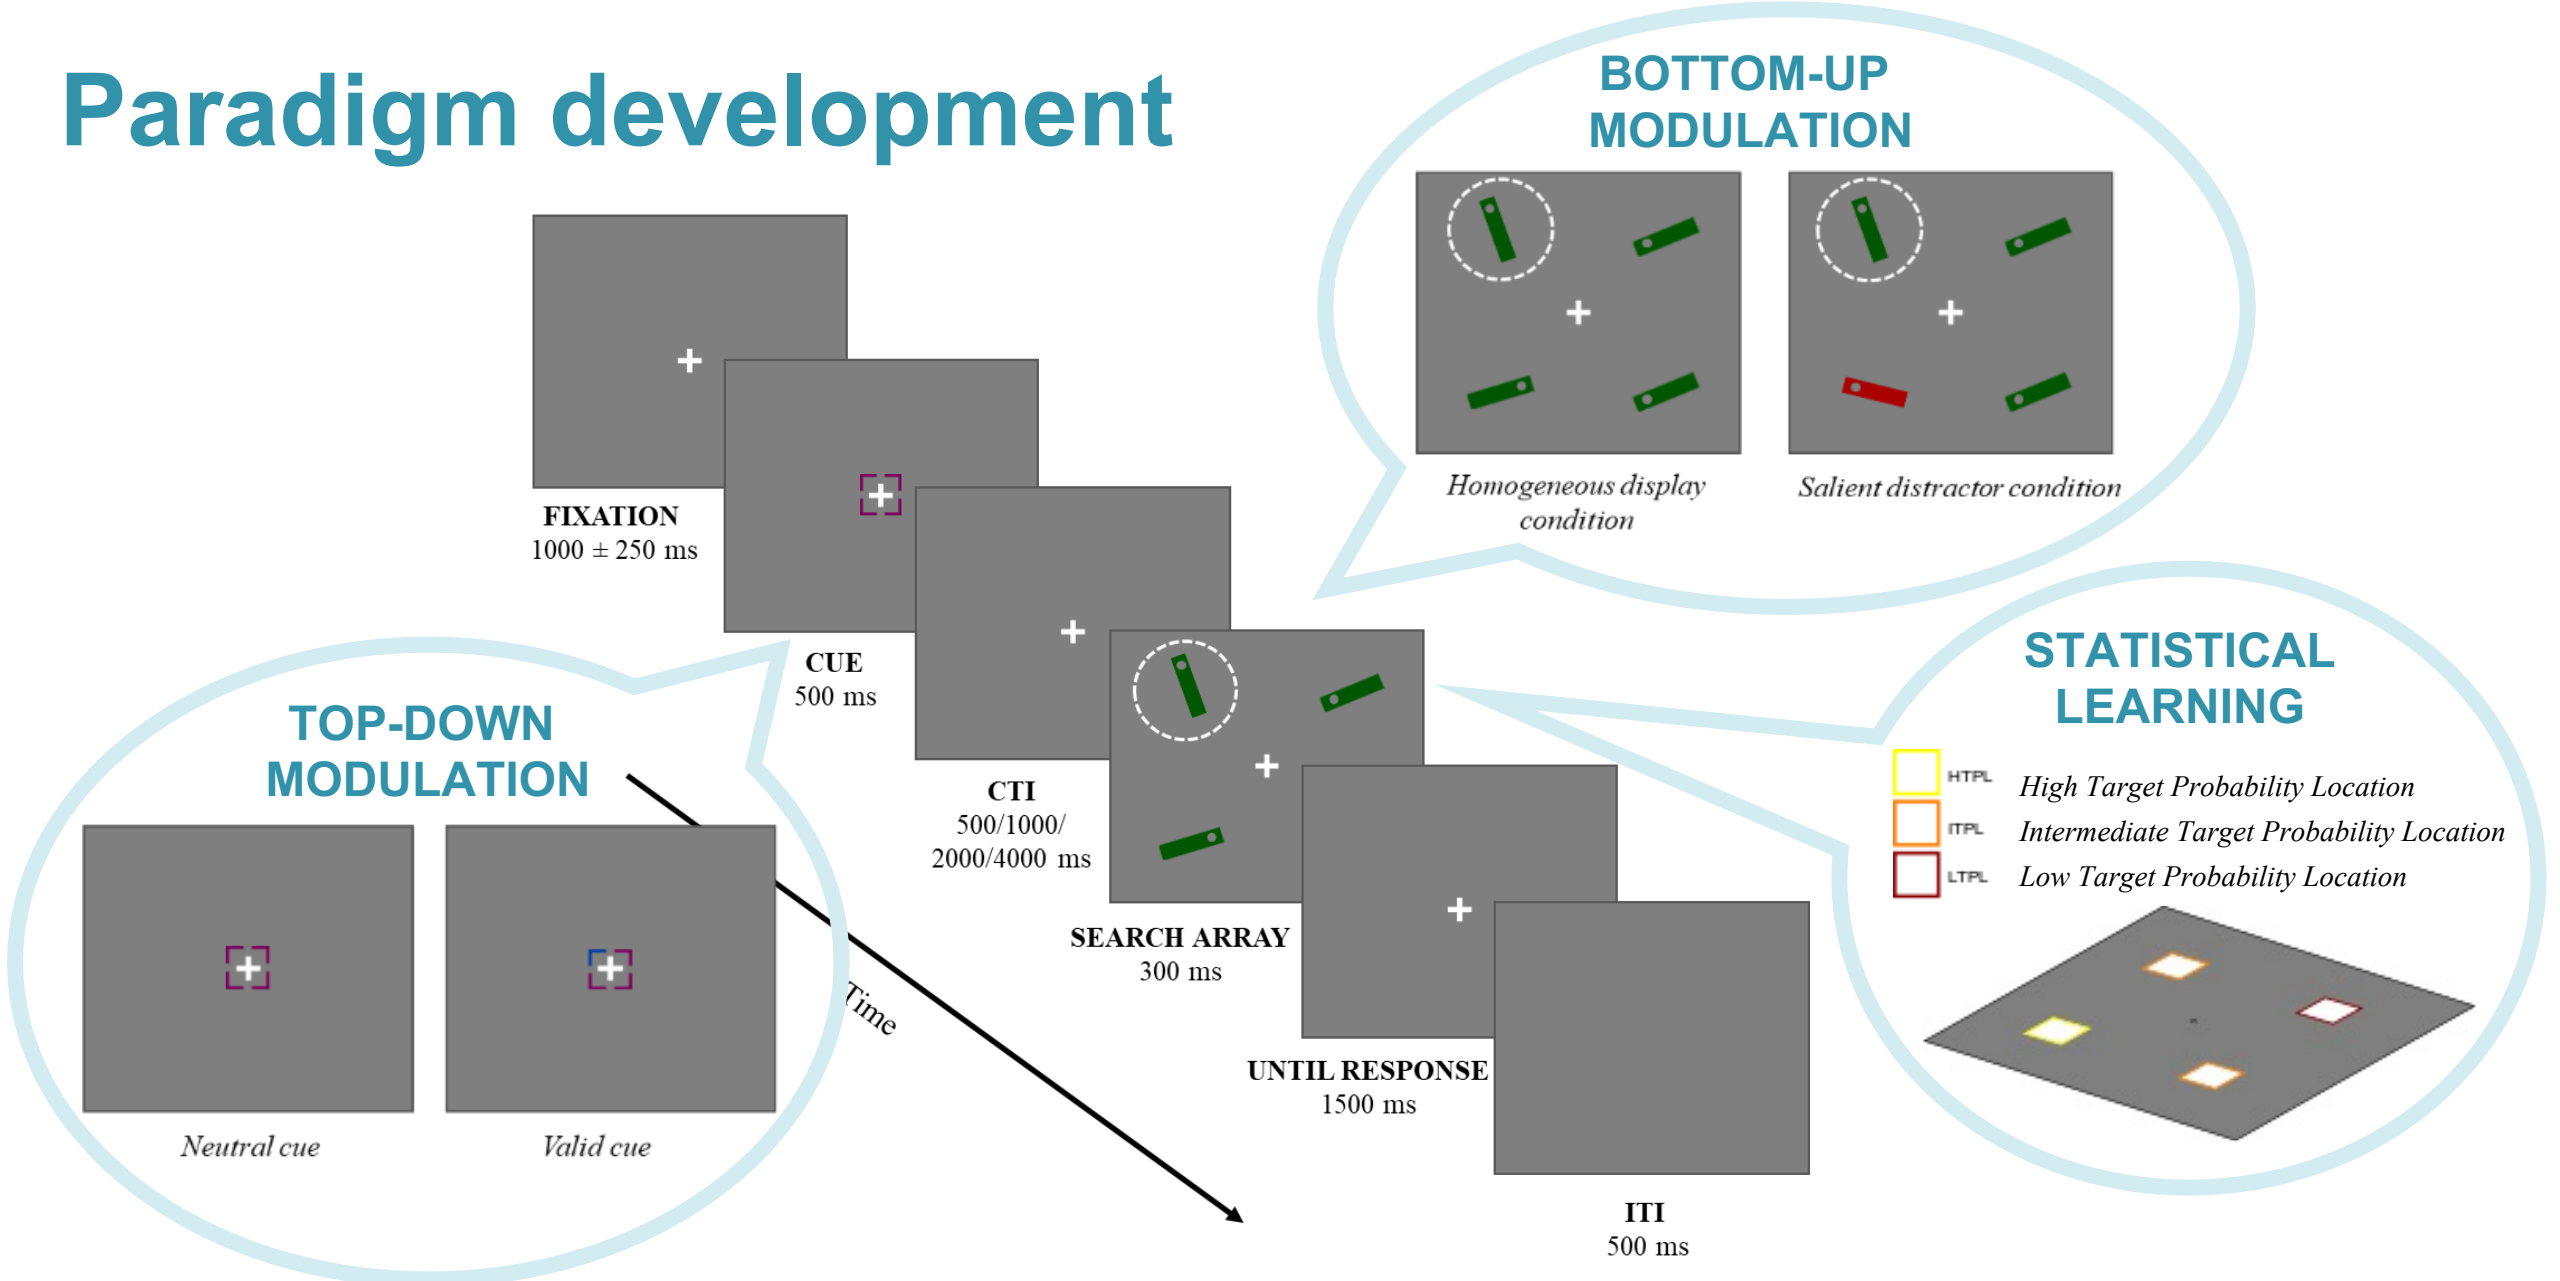 Paradigm development
BOTTOM-UP
MODULATION
Homogeneous display
condition
Salient distractor condition
FIXATION
1000 ± 250 ms
CUE
500 ms
CTI
500/1000/
2000/4000 ms
SEARCH ARRAY
300 ms
UNTIL RESPONSE
1500 ms
ITI
500 ms
Time
TOP-DOWN
MODULATION
Neutral cue
Valid cue
STATISTICAL
LEARNING
HTPL High Target Probability Location
ITPL Intermediate Target Probability Location
LTPL Low Target Probability Location